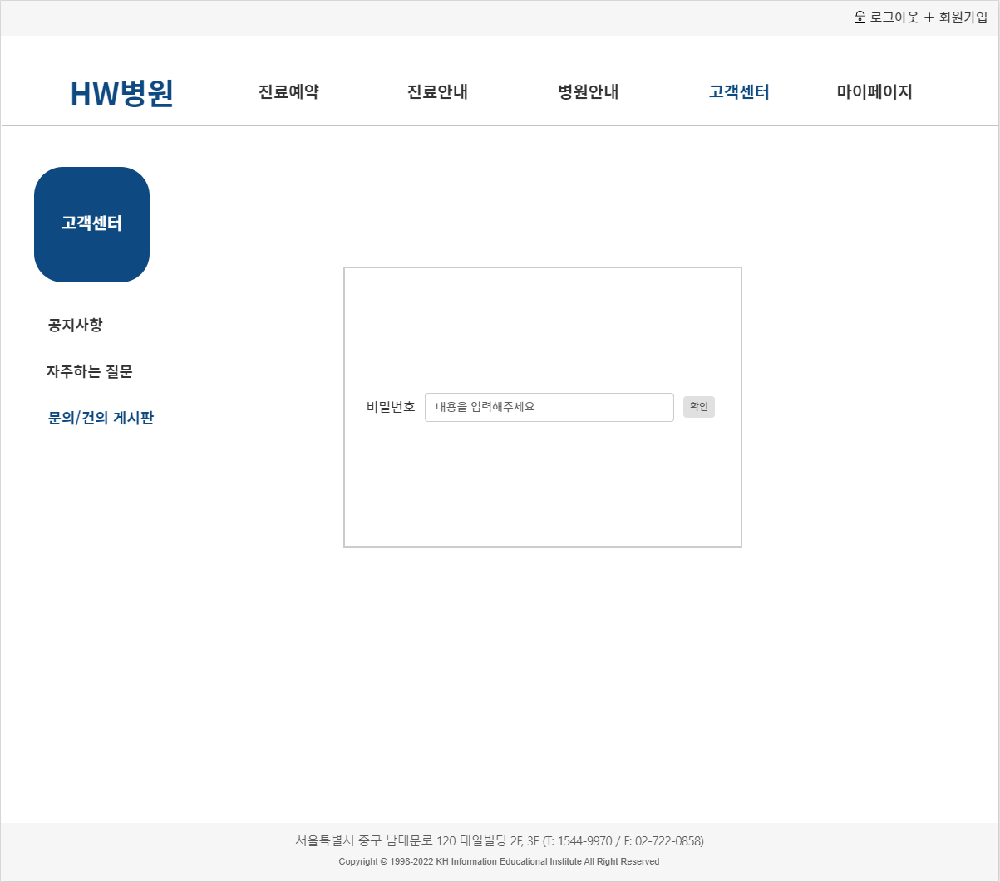 로그아웃 + 회원가입
HW병원 진료예약 진료안내 병원안내 고객센터 마이페이지
고객센터
공지사항
자주하는 질문
문의/건의 게시판
비밀번호 내용을 입력해주세요 확인
서울특별시 중구 남대문로 120 대일빌딩 2F, 3F (T: 1544-9970 / F: 02-722-0858)
Copyright © 1998-2022 KH Information Educational Institute All Right Reserved